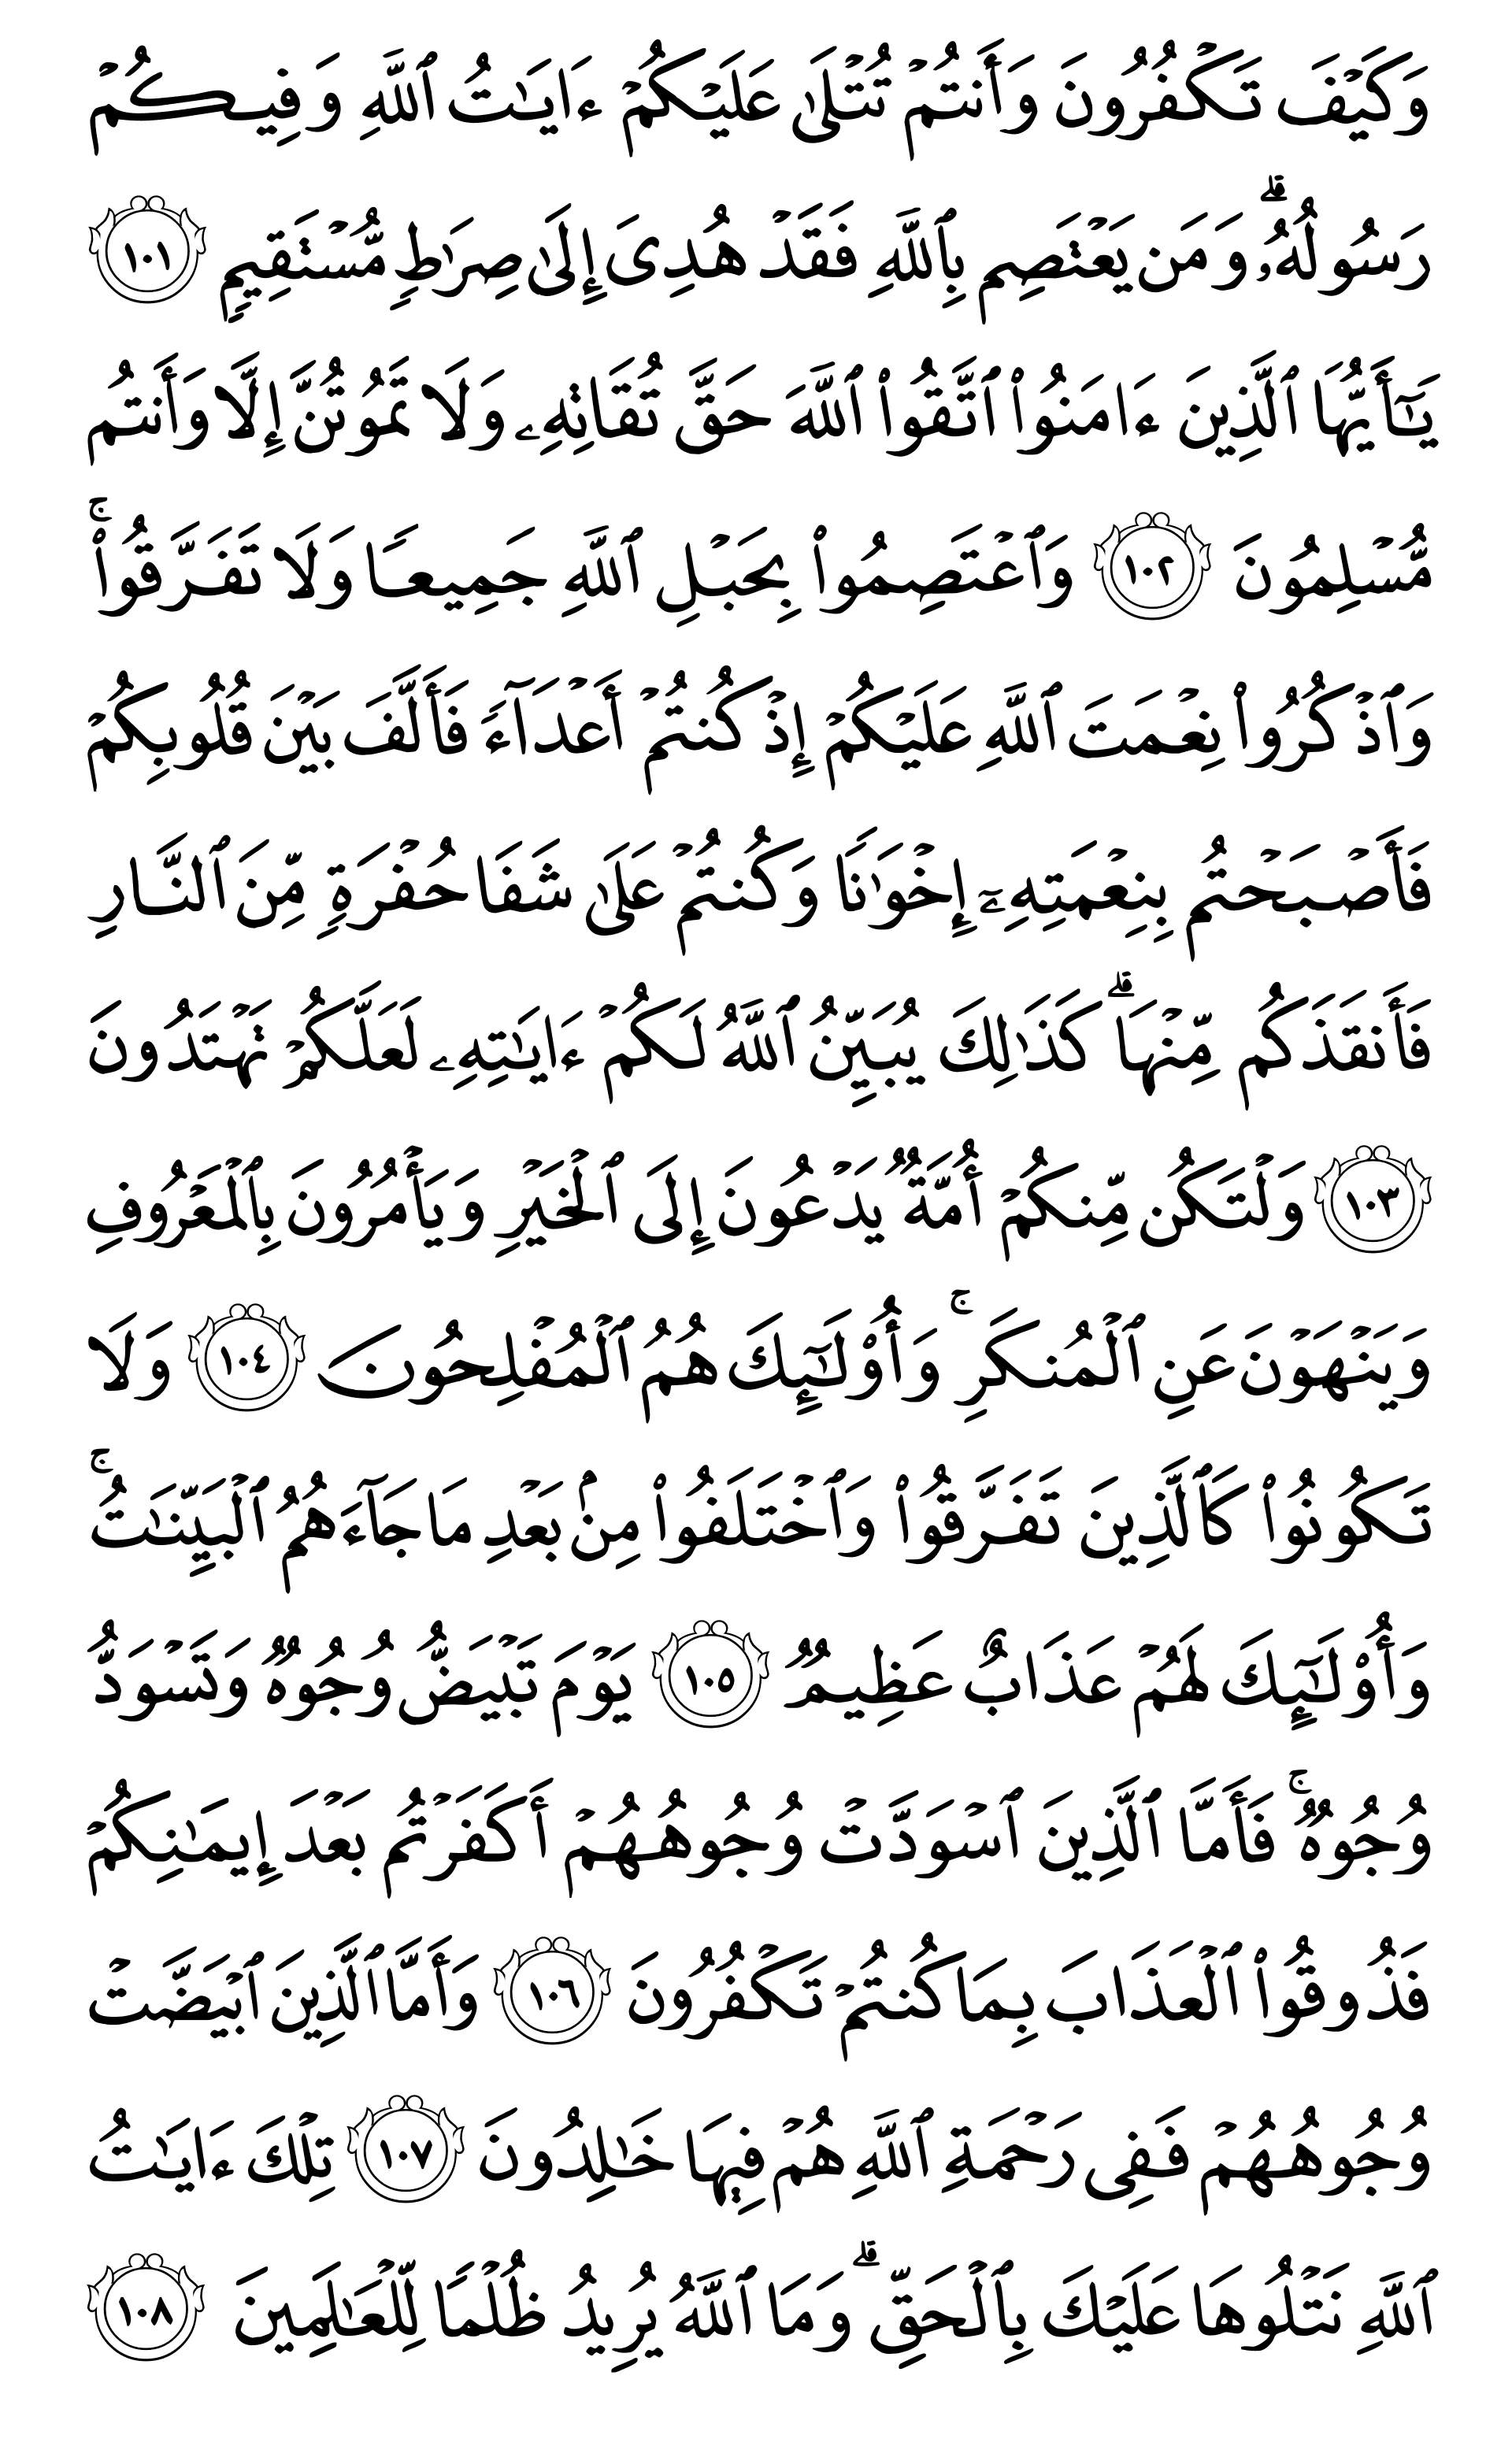 وَكَيۡفَ تَكۡفُرُونَ وَأَنتُمۡ تُتۡلَىٰ عَلَيۡكُمۡ ءَايَٰتُ ٱللَّهِ وَفِيكُمۡ
رَسُولُهُۥۗ وَمَن يَعۡتَصِم بِٱللَّهِ فَقَدۡ هُدِيَ إِلَىٰ صِرَٰطٖ مُّسۡتَقِيمٖ ١٠١
يَٰٓأَيُّهَا ٱلَّذِينَ ءَامَنُواْ ٱتَّقُواْ ٱللَّهَ حَقَّ تُقَاتِهِۦ وَلَا تَمُوتُنَّ إِلَّا وَأَنتُم
مُّسۡلِمُونَ ١٠٢ وَٱعۡتَصِمُواْ بِحَبۡلِ ٱللَّهِ جَمِيعٗا وَلَا تَفَرَّقُواْۚ
وَٱذۡكُرُواْ نِعۡمَتَ ٱللَّهِ عَلَيۡكُمۡ إِذۡ كُنتُمۡ أَعۡدَآءٗ فَأَلَّفَ بَيۡنَ قُلُوبِكُمۡ
فَأَصۡبَحۡتُم بِنِعۡمَتِهِۦٓ إِخۡوَٰنٗا وَكُنتُمۡ عَلَىٰ شَفَا حُفۡرَةٖ مِّنَ ٱلنَّارِ
فَأَنقَذَكُم مِّنۡهَاۗ كَذَٰلِكَ يُبَيِّنُ ٱللَّهُ لَكُمۡ ءَايَٰتِهِۦ لَعَلَّكُمۡ تَهۡتَدُونَ
١٠٣ وَلۡتَكُن مِّنكُمۡ أُمَّةٞ يَدۡعُونَ إِلَى ٱلۡخَيۡرِ وَيَأۡمُرُونَ بِٱلۡمَعۡرُوفِ
وَيَنۡهَوۡنَ عَنِ ٱلۡمُنكَرِۚ وَأُوْلَٰٓئِكَ هُمُ ٱلۡمُفۡلِحُونَ ١٠٤ وَلَا
تَكُونُواْ كَٱلَّذِينَ تَفَرَّقُواْ وَٱخۡتَلَفُواْ مِنۢ بَعۡدِ مَا جَآءَهُمُ ٱلۡبَيِّنَٰتُۚ
وَأُوْلَٰٓئِكَ لَهُمۡ عَذَابٌ عَظِيمٞ ١٠٥ يَوۡمَ تَبۡيَضُّ وُجُوهٞ وَتَسۡوَدُّ
وُجُوهٞۚ فَأَمَّا ٱلَّذِينَ ٱسۡوَدَّتۡ وُجُوهُهُمۡ أَكَفَرۡتُم بَعۡدَ إِيمَٰنِكُمۡ
فَذُوقُواْ ٱلۡعَذَابَ بِمَا كُنتُمۡ تَكۡفُرُونَ ١٠٦ وَأَمَّا ٱلَّذِينَ ٱبۡيَضَّتۡ
وُجُوهُهُمۡ فَفِي رَحۡمَةِ ٱللَّهِ هُمۡ فِيهَا خَٰلِدُونَ ١٠٧ تِلۡكَ ءَايَٰتُ
ٱللَّهِ نَتۡلُوهَا عَلَيۡكَ بِٱلۡحَقِّۗ وَمَا ٱللَّهُ يُرِيدُ ظُلۡمٗا لِّلۡعَٰلَمِينَ ١٠٨